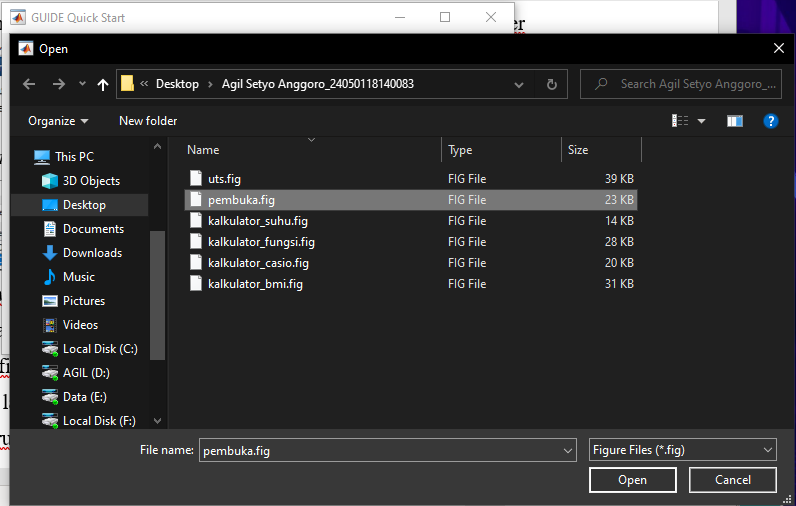 GUIDE Quick Start
Open
Desktop
Agil Setyo Anggoro_24050118140083
Search Agil Setyo Anggoro_...
Organize
New folder
Name Type Size
This PC
3D Objects
Desktop
Documents
Downloads
Music
Pictures
Videos
Local Disk (C:)
AGIL (D:)
Data (E:)
Local Disk (F:)
uts.fig FIG File 39 KB
pembuka.fig FIG File 23 KB
kalkulator_suhu.fig FIG File 14 KB
kalkulator_fungsi.fig FIG File 28 KB
kalkulator_casio.fig FIG File 20 KB
kalkulator_bmi.fig FIG File 31 KB
File name: pembuka.fig
Figure Files (*.fig)
Open Cancel